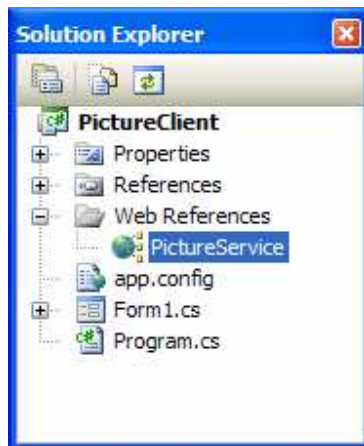 Solution Explorer
PictureClient
Properties
References
Web References
PictureService
app.config
Form1.cs
Program.cs